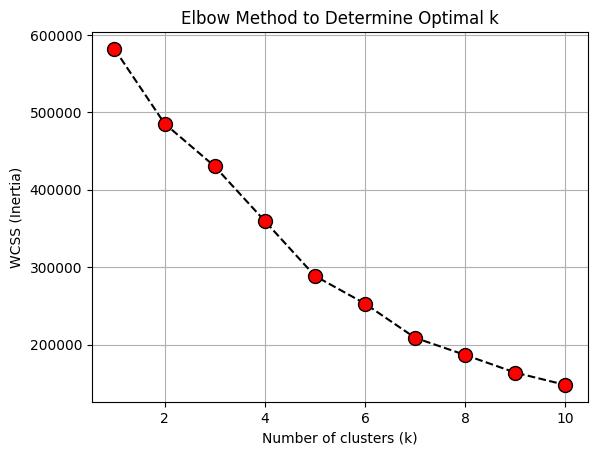 Elbow Method to Determine Optimal k
600000
500000
400000
300000
200000
WCSS (Inertia)
2 4 6 8 10
Number of clusters (k)